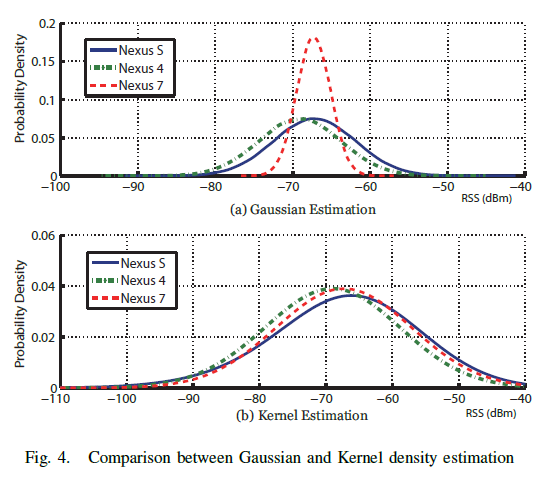 0.2
Nexus S
Nexus 4
Nexus 7
0.15
0.1
0.05
0
Probability Density
−100 −90 −80 −70 −60 −50 −40
RSS (dBm)
(a) Gaussian Estimation
0.06
Nexus S
Nexus 4
Nexus 7
0.04
0.02
0
Probability Density
−110 −100 −90 −80 −70 −60 −50 −40
(b) Kernel Estimation
RSS (dBm)
Fig. 4. Comparison between Gaussian and Kernel density estimation